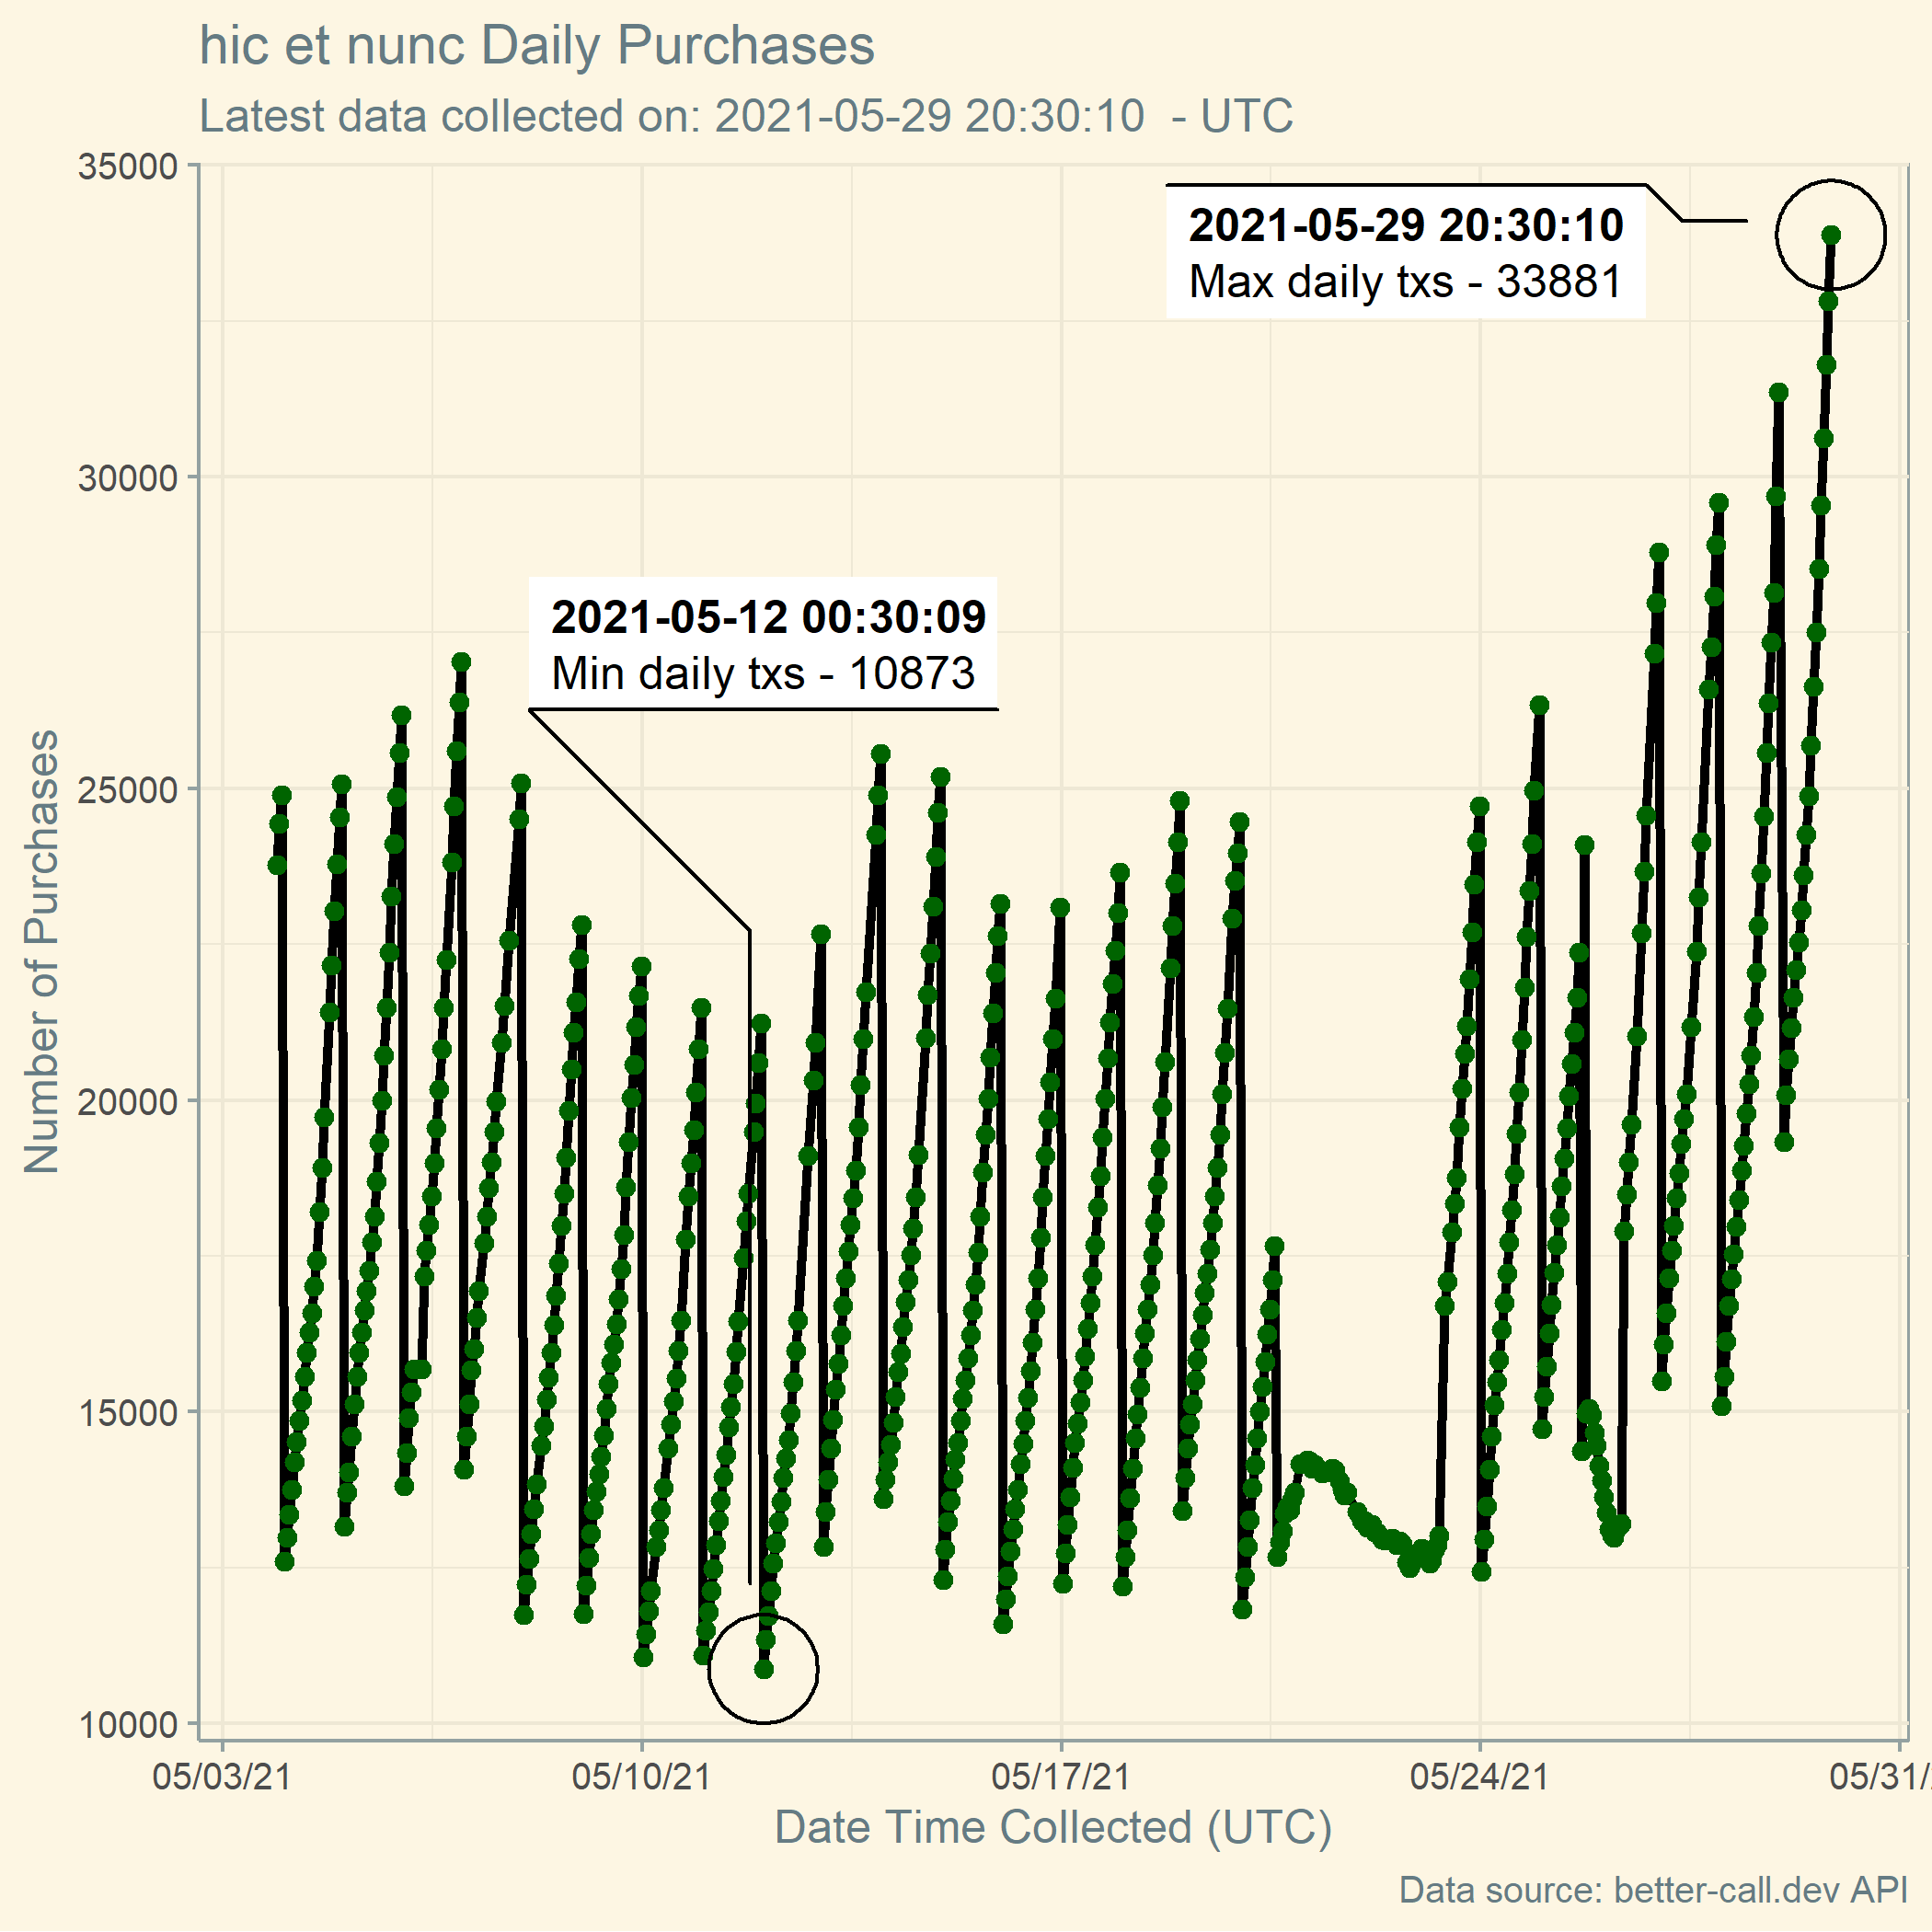 hic et nunc Daily Purchases
Latest data collected on: 2021-05-29 20:30:10  - UTC
35000
30000
25000
20000
15000
10000
Number of Purchases
2021-05-29 20:30:10
Max daily txs - 33881
2021-05-12 00:30:09
Min daily txs - 10873
05/03/21 05/10/21 05/17/21 05/24/21 05/31/
Date Time Collected (UTC)
Data source: better-call.dev API